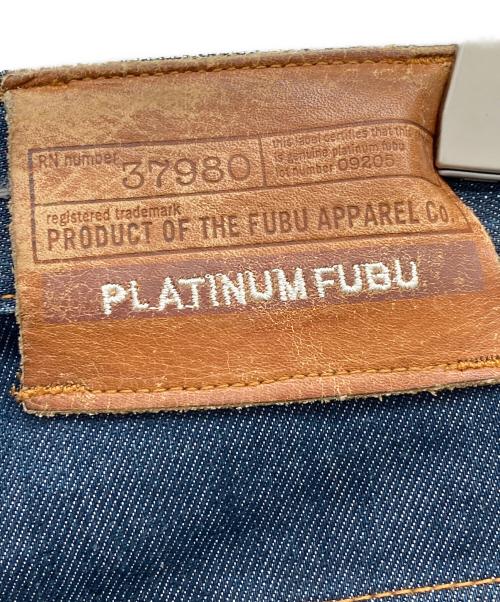 RN number 37980
this label certifies that this
is genuine platinum fubu
lot number 09205
registered trademark
PRODUCT OF THE FUBU APPAREL Co.
PLATINUM FUBU